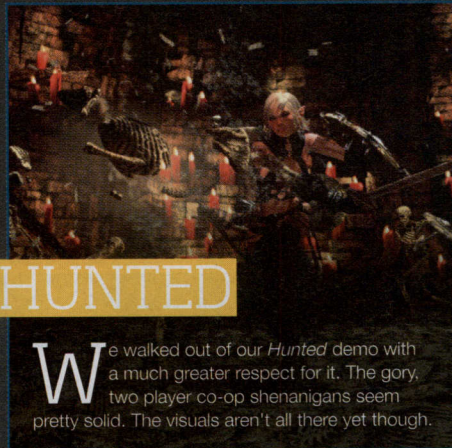 HUNTED
We walked out of our Hunted demo with
a much greater respect for it. The gory,
two player co-op shenanigans seem
pretty solid. The visuals aren't all there yet though.